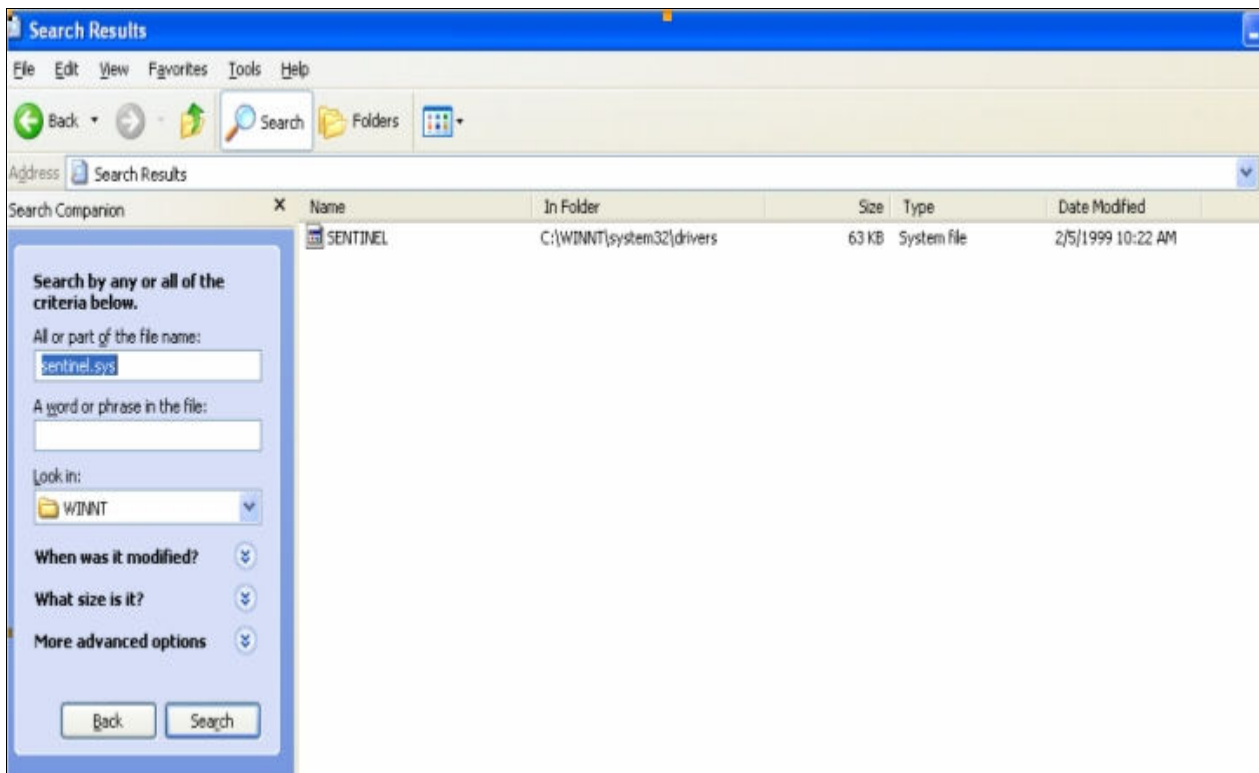 Search Results
File Edit View Favorites Tools Help
Back Search Folders
Address Search Results
Search Companion × Name In Folder Size Type Date Modified
SENTINEL C:\WINNT\system32\drivers 63 KB System file 2/5/1999 10:22 AM
Search by any or all of the
criteria below.
All or part of the file name:
sentinel.sys
A word or phrase in the file:
Look in:
WINNT
When was it modified?
What size is it?
More advanced options
Back Search